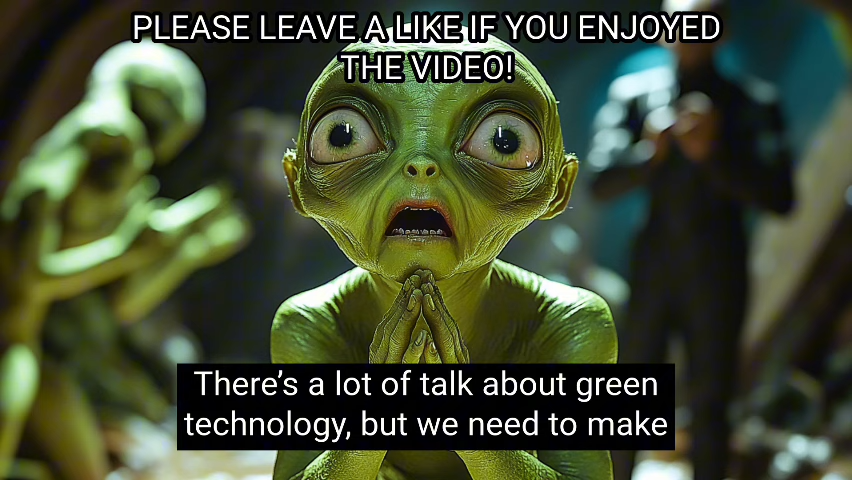 PLEASE LEAVE A LIKE IF YOU ENJOYED
THE VIDEO!
There’s a lot of talk about green
technology, but we need to make